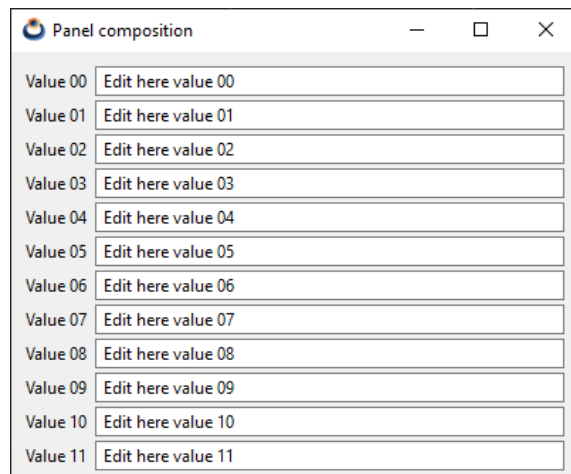 Panel composition
Value 00 Edit here value 00
Value 01 Edit here value 01
Value 02 Edit here value 02
Value 03 Edit here value 03
Value 04 Edit here value 04
Value 05 Edit here value 05
Value 06 Edit here value 06
Value 07 Edit here value 07
Value 08 Edit here value 08
Value 09 Edit here value 09
Value 10 Edit here value 10
Value 11 Edit here value 11